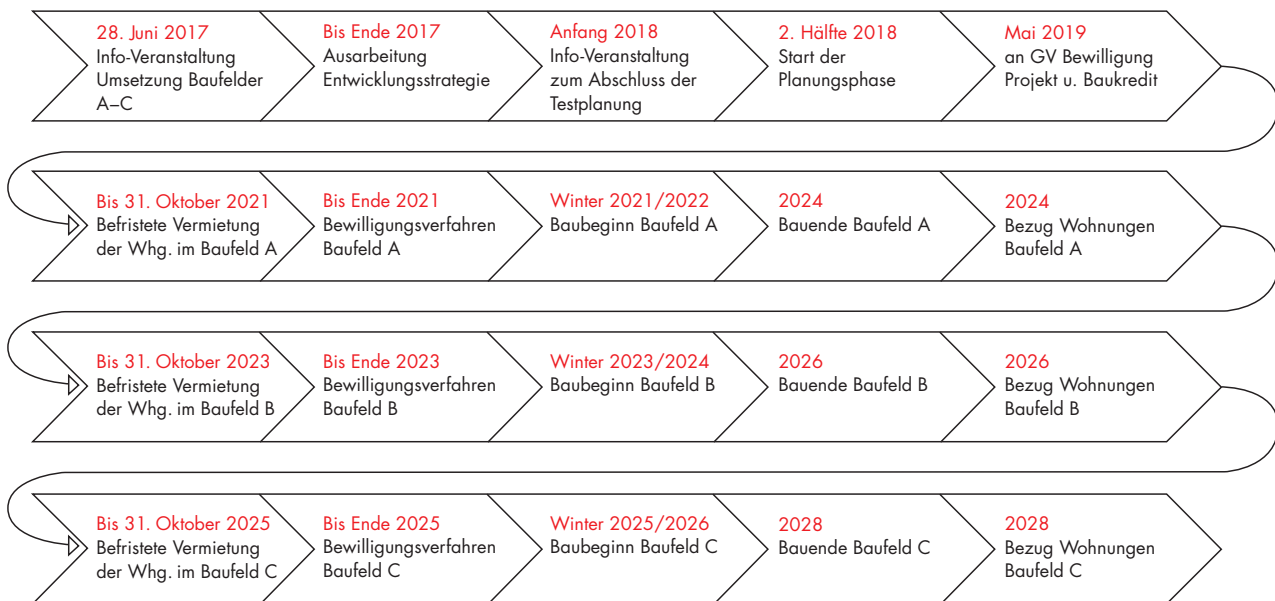 28. Juni 2017
Info-Veranstaltung
Umsetzung Baufelder
A–C
Bis Ende 2017
Ausarbeitung
Entwicklungsstrategie
Anfang 2018
Info-Veranstaltung
zum Abschluss der
Testplanung
2. Hälfte 2018
Start der
Planungsphase
Mai 2019
an GV Bewilligung
Projekt u. Baukredit
Bis 31. Oktober 2021
Befristete Vermietung
der Whg. im Baufeld A
Bis Ende 2021
Bewilligungsverfahren
Baufeld A
Winter 2021/2022
Baubeginn Baufeld A
2024
Bauende Baufeld A
2024
Bezug Wohnungen
Baufeld A
Bis 31. Oktober 2023
Befristete Vermietung
der Whg. im Baufeld B
Bis Ende 2023
Bewilligungsverfahren
Baufeld B
Winter 2023/2024
Baubeginn Baufeld B
2026
Bauende Baufeld B
2026
Bezug Wohnungen
Baufeld B
Bis 31. Oktober 2025
Befristete Vermietung
der Whg. im Baufeld C
Bis Ende 2025
Bewilligungsverfahren
Baufeld C
Winter 2025/2026
Baubeginn Baufeld C
2028
Bauende Baufeld C
2028
Bezug Wohnungen
Baufeld C